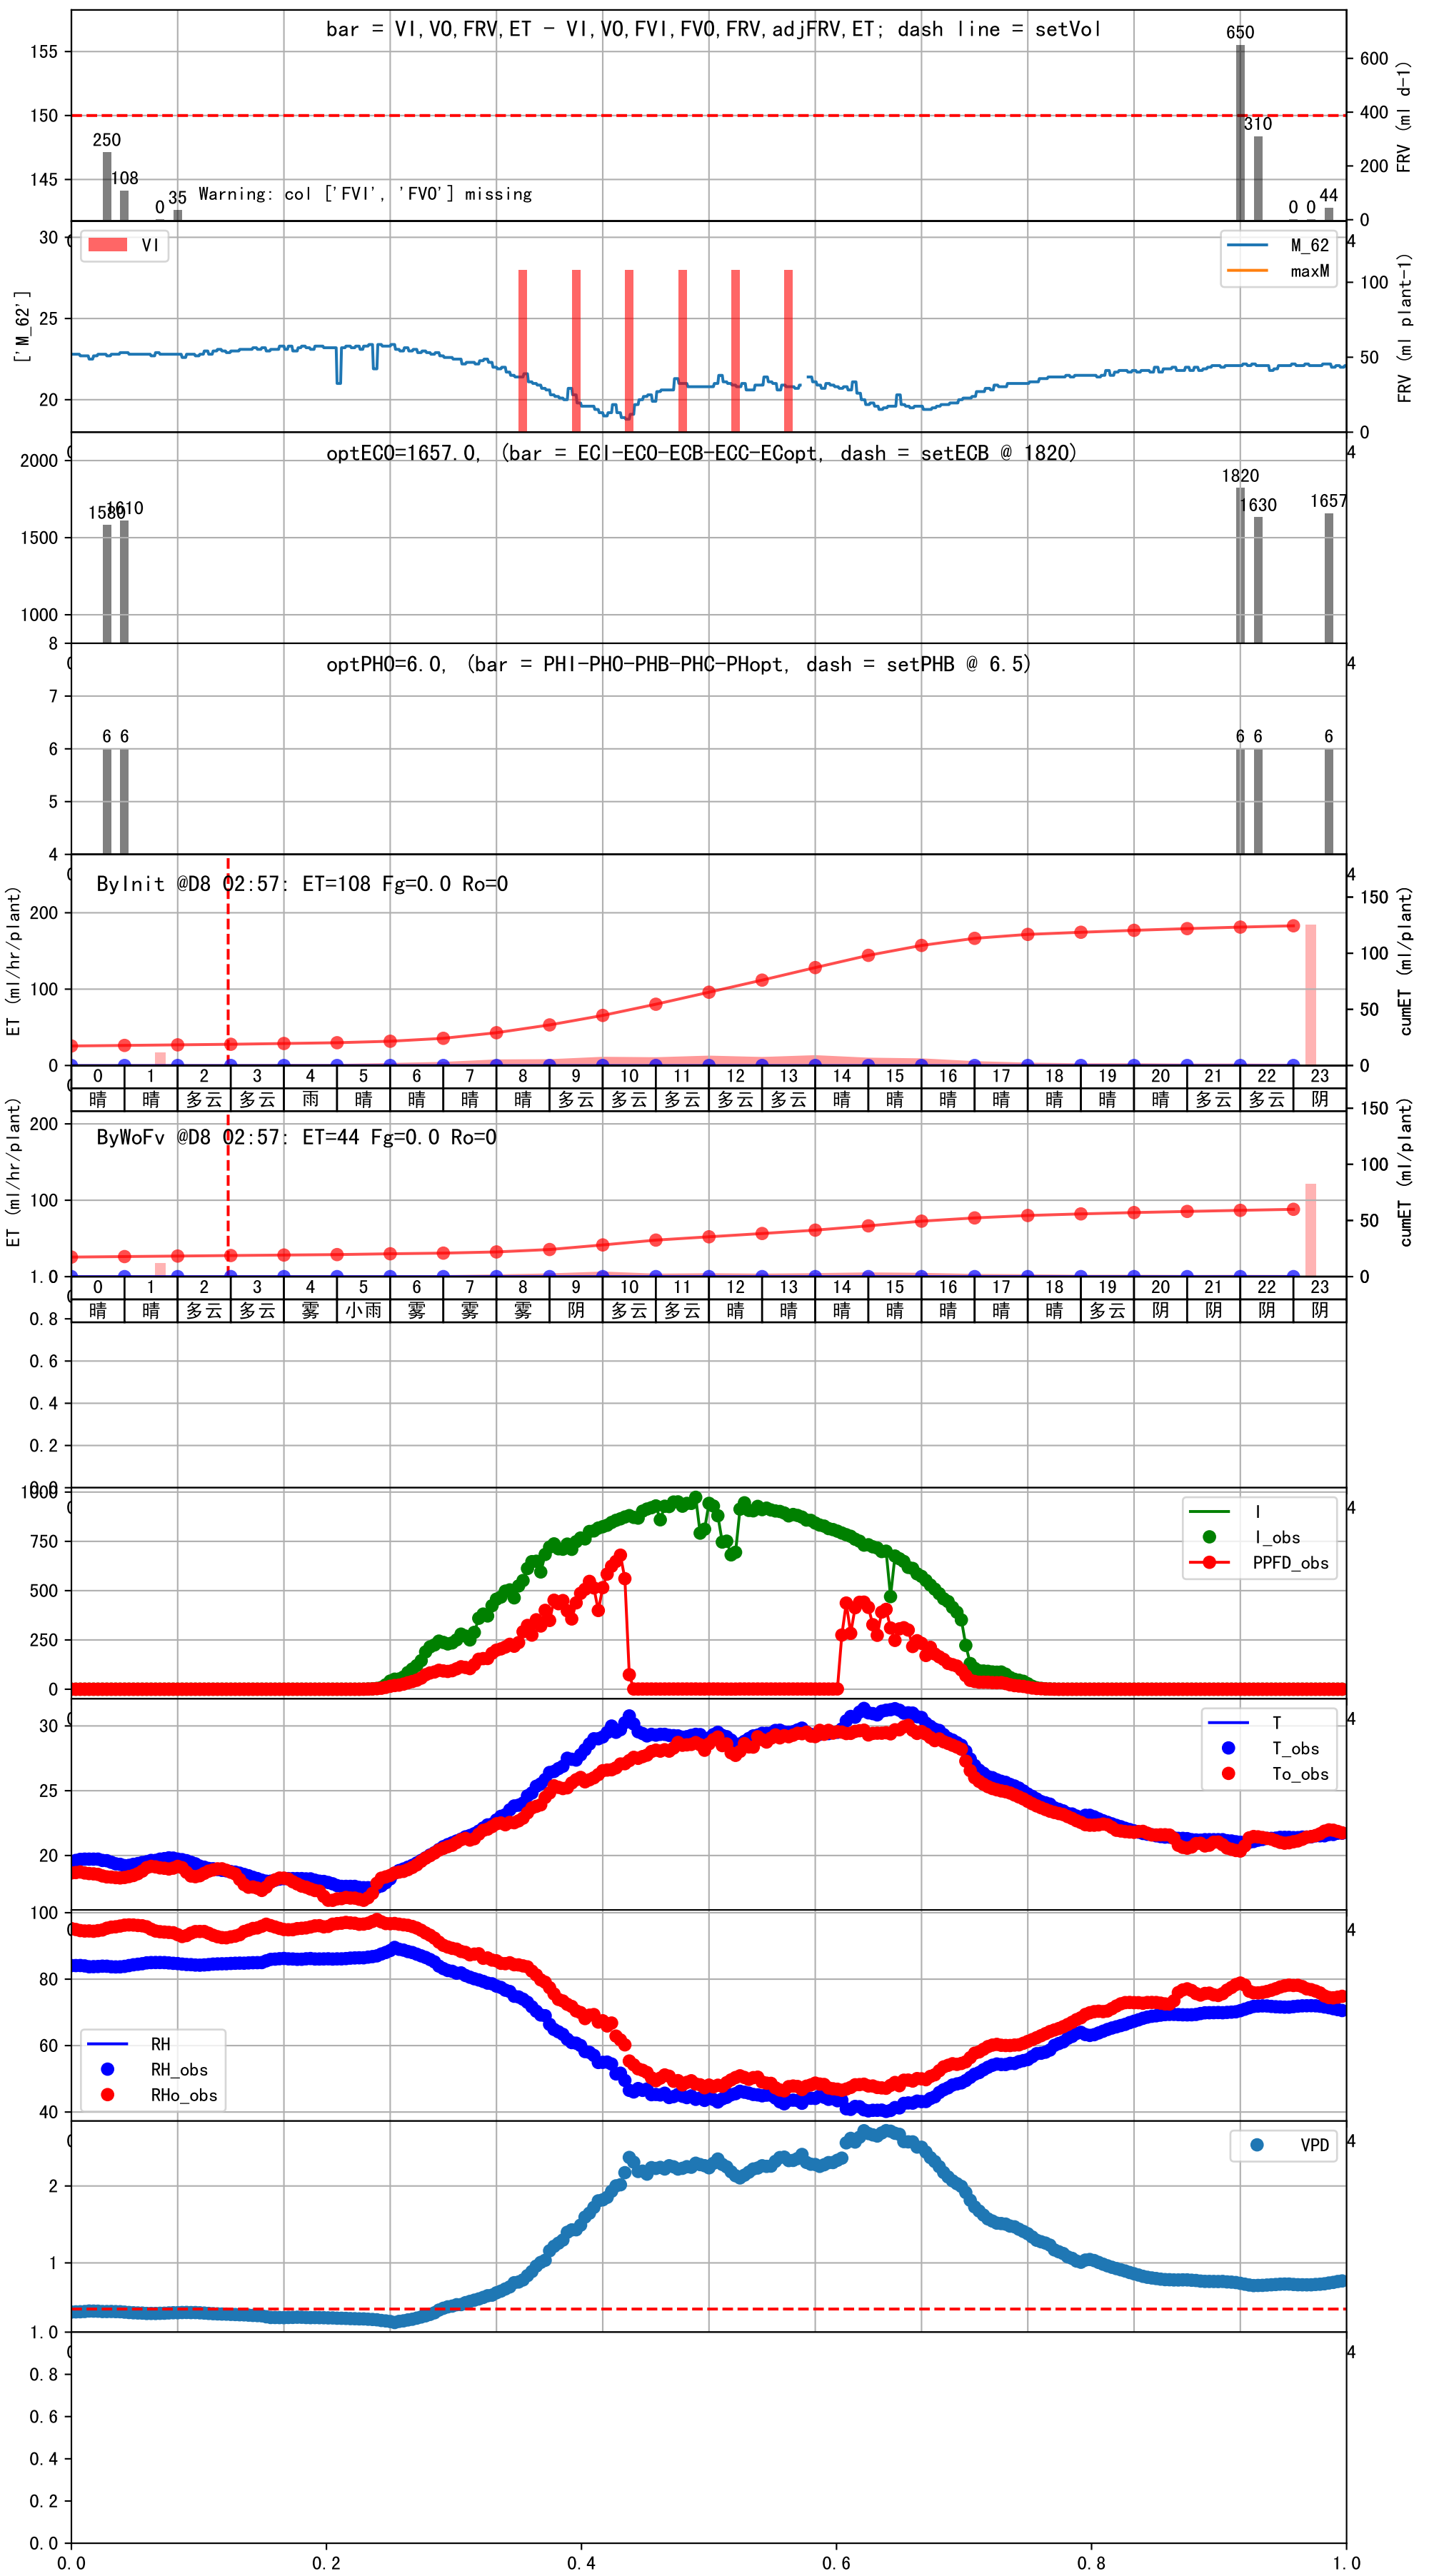 bar = VI,VO,FRV,ET - VI,VO,FVI,FVO,FRV,adjFRV,ET; dash line = setVol
155
150
145
600
400
200
0
FRV (ml d-1)
250
108
0
35
Warning: col ['FVI', 'FVO'] missing
650
310
0
0
44
VI
M_62
maxM
30
25
20
['M_62']
4
100
50
0
FRV (ml plant-1)
optECO=1657.0, (bar = ECI-ECO-ECB-ECC-ECopt, dash = setECB @ 1820)
2000
1500
1000
1580
1610
1820
1630
1657
4
optPHO=6.0, (bar = PHI-PHO-PHB-PHC-PHopt, dash = setPHB @ 6.5)
8
7
6
5
4
6 6
6 6
6
4
ByInit @D8 02:57: ET=108 Fg=0.0 Ro=0
ET (ml/hr/plant)
200
100
0
4
150
100
50
0
cumET (ml/plant)
0 1 2 3 4 5 6 7 8 9 10 11 12 13 14 15 16 17 18 19 20 21 22 23
晴 晴 多云 多云 雨 晴 晴 晴 晴 多云 多云 多云 多云 多云 晴 晴 晴 晴 晴 晴 晴 多云 多云 阴
ByWoFv @D8 02:57: ET=44 Fg=0.0 Ro=0
ET (ml/hr/plant)
200
100
150
100
50
0
cumET (ml/plant)
0 1 2 3 4 5 6 7 8 9 10 11 12 13 14 15 16 17 18 19 20 21 22 23
晴 晴 多云 多云 雾 小雨 雾 雾 雾 阴 多云 多云 晴 晴 晴 晴 晴 晴 晴 多云 阴 阴 阴 阴
1.0
0.8
0.6
0.4
0.2
0.0
1000
750
500
250
0
I
I_obs
PPFD_obs
4
30
25
20
T
T_obs
To_obs
4
100
80
60
40
RH
RH_obs
RHo_obs
4
2
1
VPD
4
1.0
0.8
0.6
0.4
0.2
0.0
4
0.0 0.2 0.4 0.6 0.8 1.0